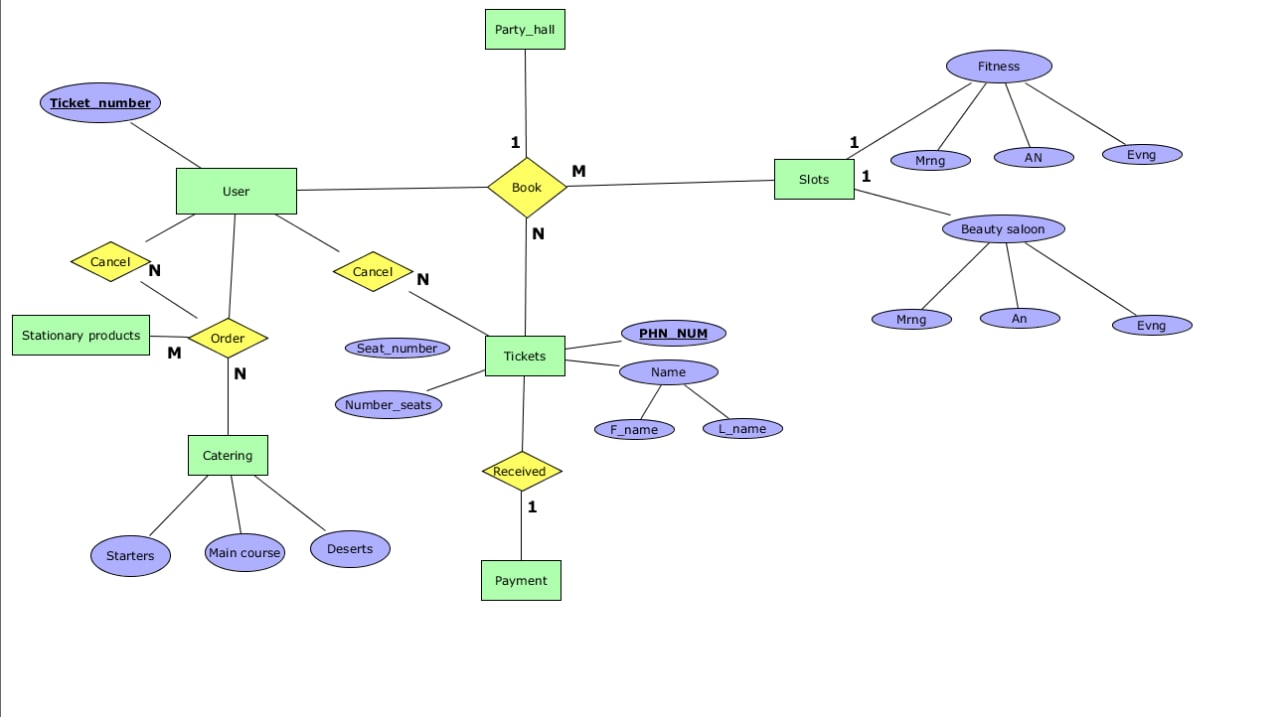 Party_hall
Fitness
Ticket_number
1
1
Mrng
AN
Evng
M
1
User
Book
Slots
N
Beauty saloon
Cancel
N
Cancel
N
Mrng
An
Evng
Stationary products
M
Order
N
Seat_number
Tickets
PHN_NUM
Name
Number_seats
F_name
L_name
Catering
Received
1
Starters
Main course
Deserts
Payment